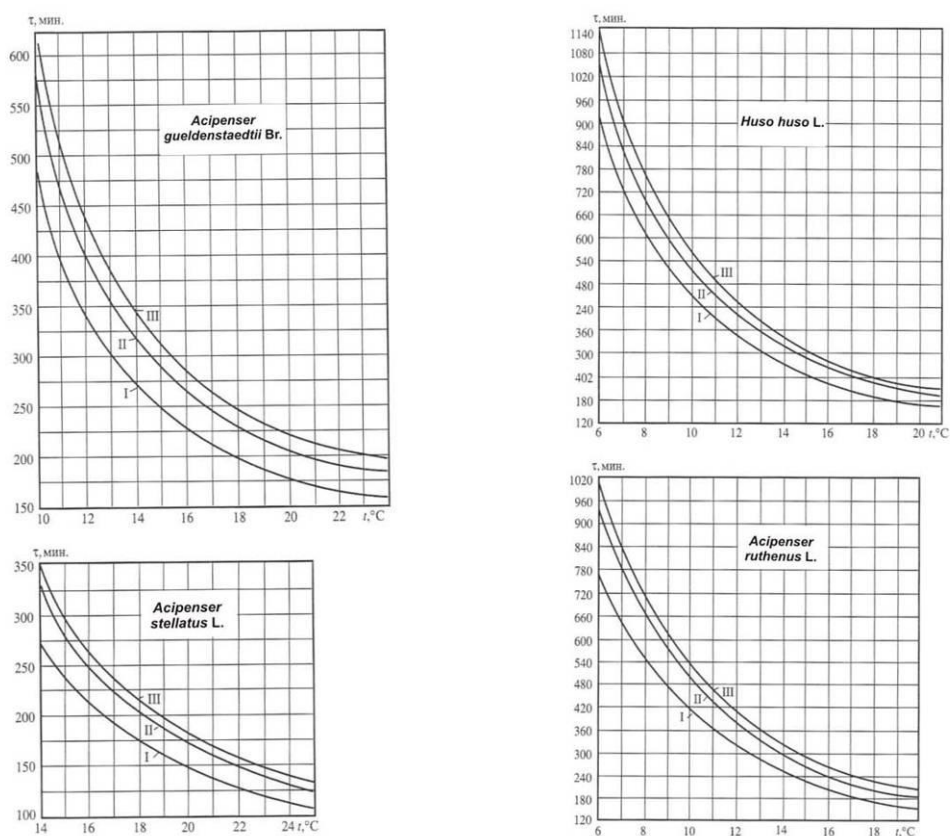 τ, мин.
600
550
500
450
400
350
300
250
200
150
10 12 14 16 18 20 22 t,°C
Acipenser
gueldenstaedtii Br.
III
II
I
τ, мин.
1140
1080
1020
960
900
840
780
720
660
600
540
480
240
360
300
402
180
120
6 8 10 12 14 16 18 20 t,°C
Huso huso L.
III
II
I
τ, мин.
350
300
250
200
150
100
14 16 18 20 22 24 t,°C
Acipenser
stellatus L.
III
II
I
τ, мин.
1020
960
900
840
780
720
660
600
540
480
420
360
300
240
180
120
6 8 10 12 14 16 18 t,°C
Acipenser
ruthenus L.
III
II
I